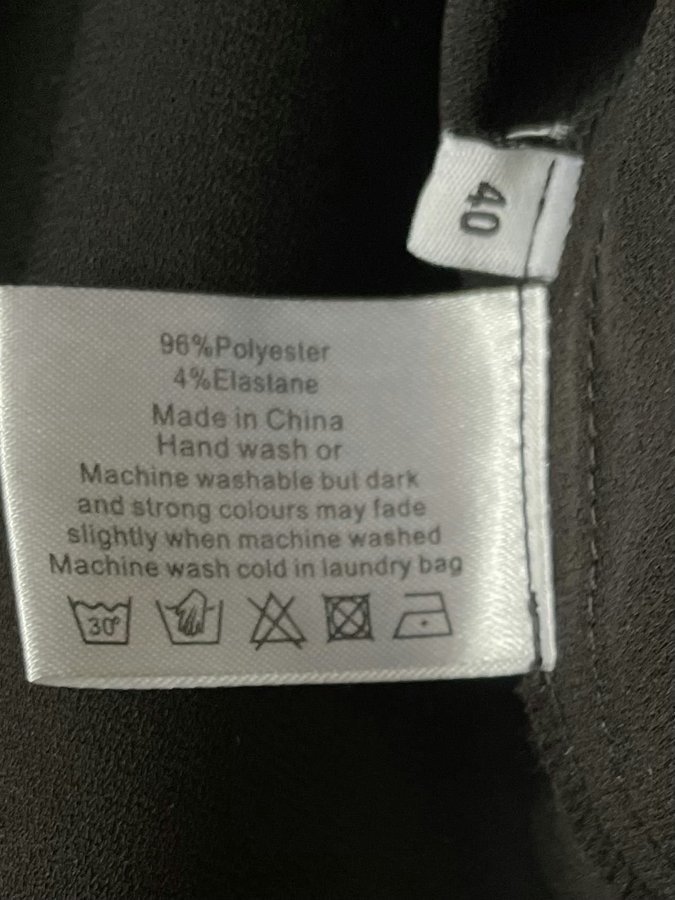 40
96%Polyester
4%Elastane
Made in China
Hand wash or
Machine washable but dark
and strong colours may fade
slightly when machine washed
Machine wash cold in laundry bag
30°